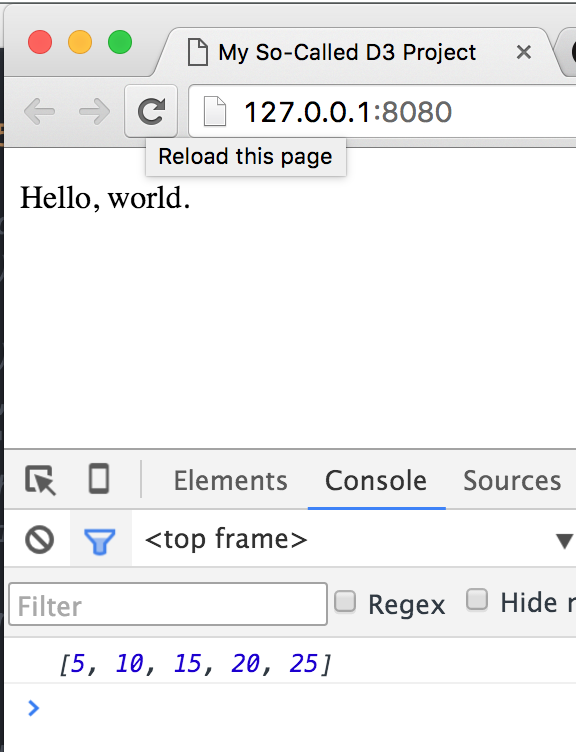 My So-Called D3 Project
127.0.0.1:8080
Reload this page
Hello, world.
Elements Console Sources
<top frame>
Filter Regex Hide
[5, 10, 15, 20, 25]